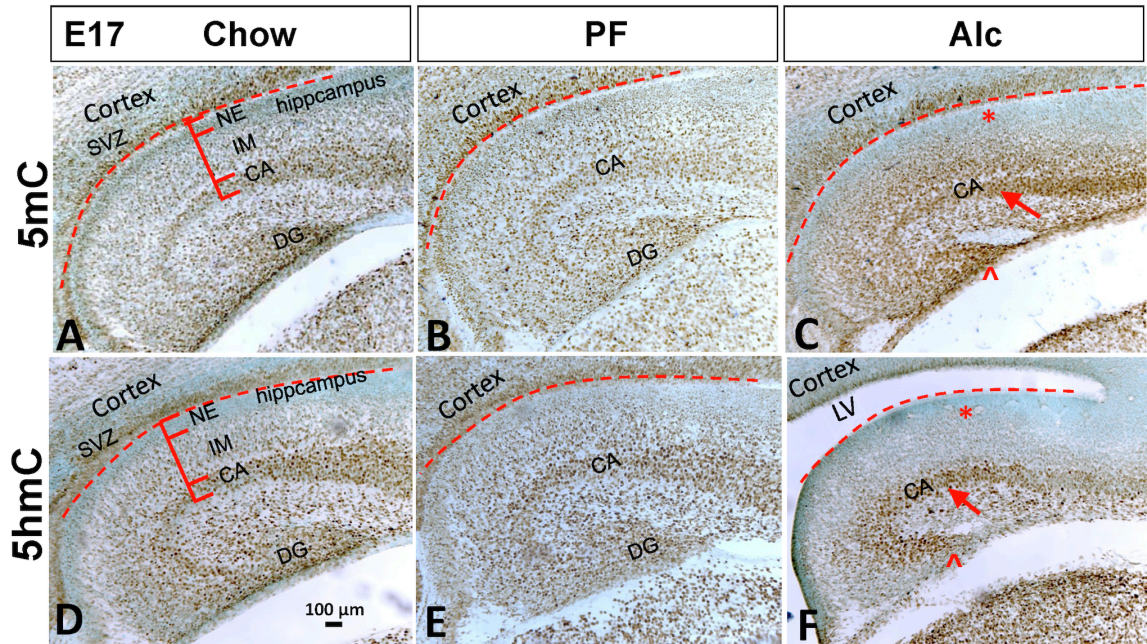 E17 Chow
PF
Alc
5mC
Cortex
SVZ
NE
hippcampus
IM
CA
DG
A
Cortex
CA
DG
B
Cortex
*
CA
^
C
5hmC
Cortex
SVZ
NE
hippcampus
IM
CA
DG
100 µm
D
Cortex
CA
DG
E
Cortex
LV
*
CA
^
F